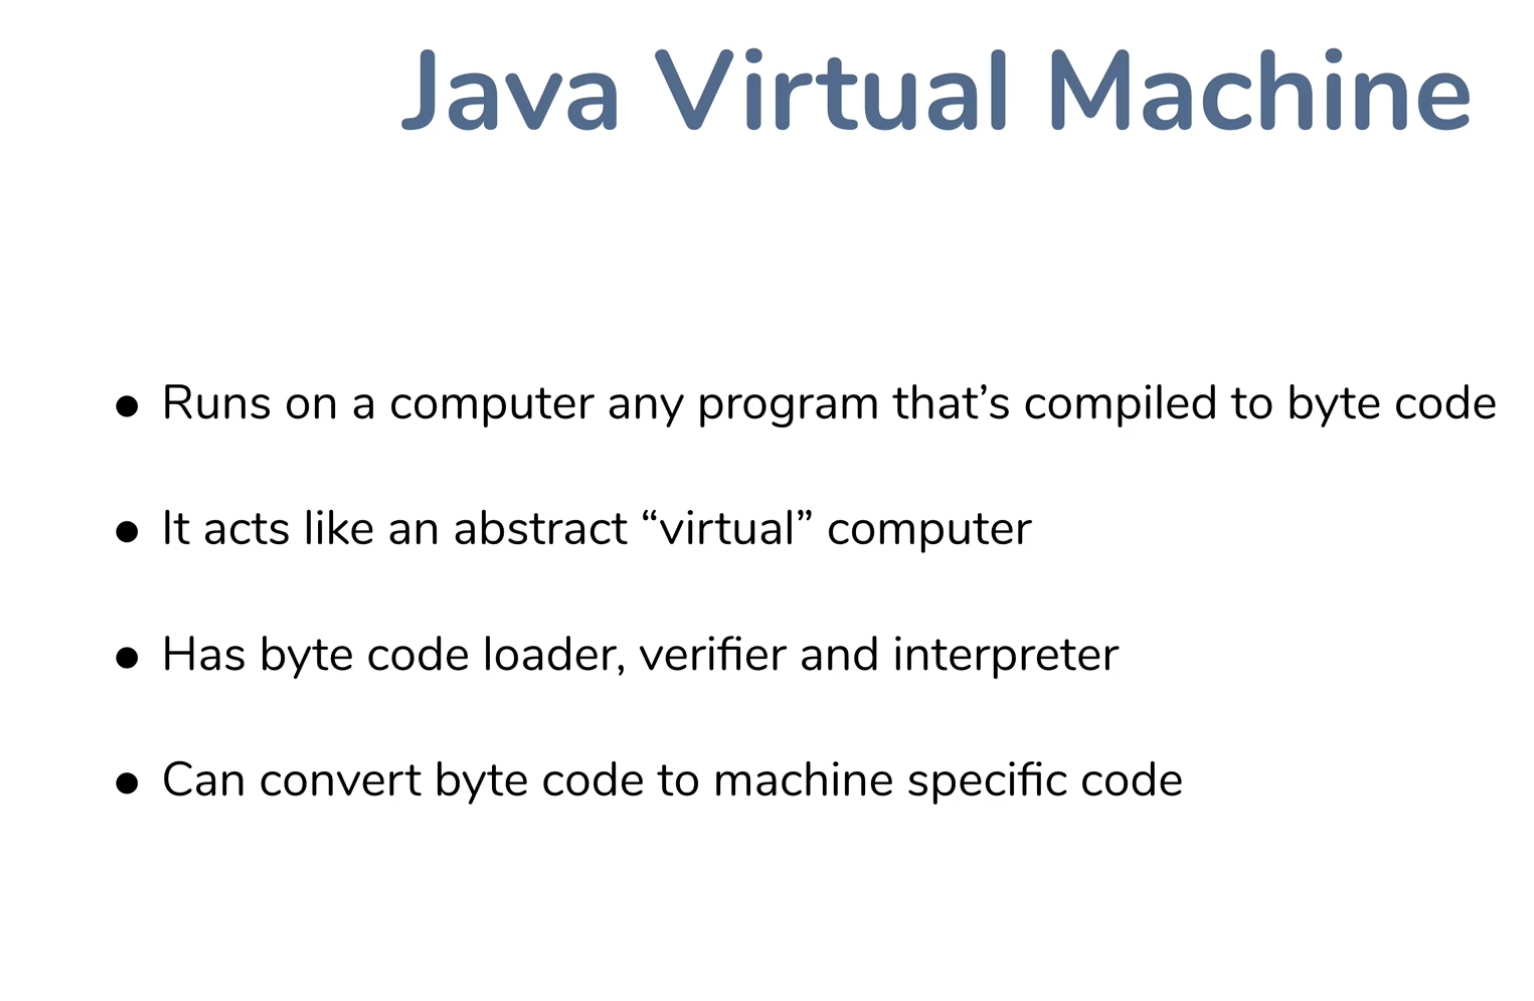 Java Virtual Machine
● Runs on a computer any program that’s compiled to byte code
● It acts like an abstract “virtual” computer
● Has byte code loader, verifier and interpreter
● Can convert byte code to machine specific code